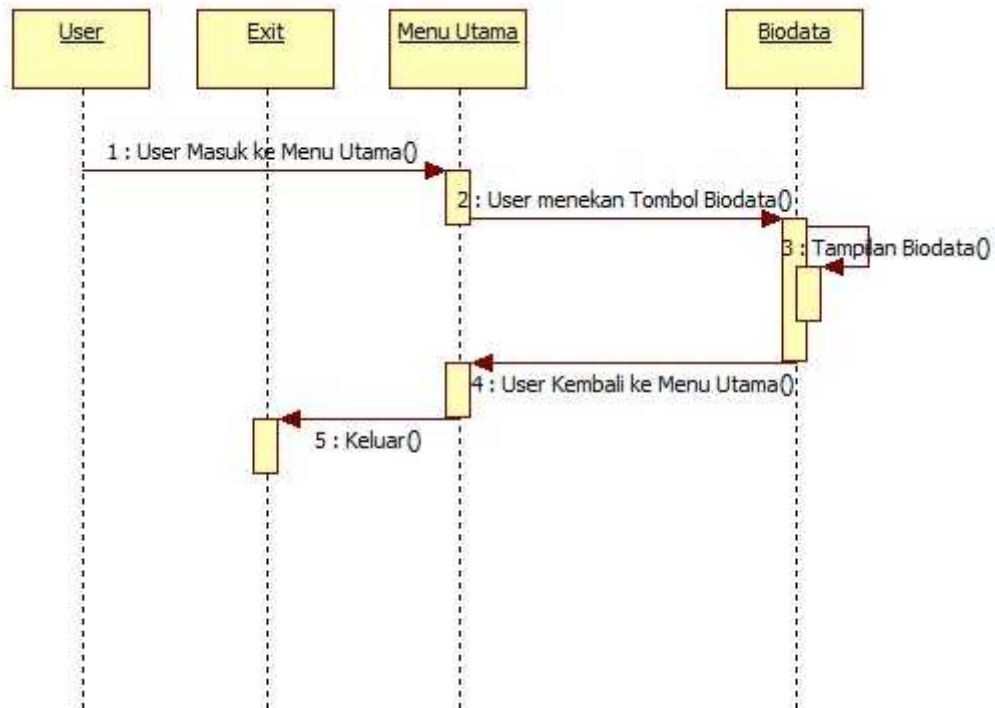 User
Exit
Menu Utama
Biodata
1 : User Masuk ke Menu Utama()
2 : User menekan Tombol Biodata()
3 : Tampilan Biodata()
4 : User Kembali ke Menu Utama()
5 : Keluar()